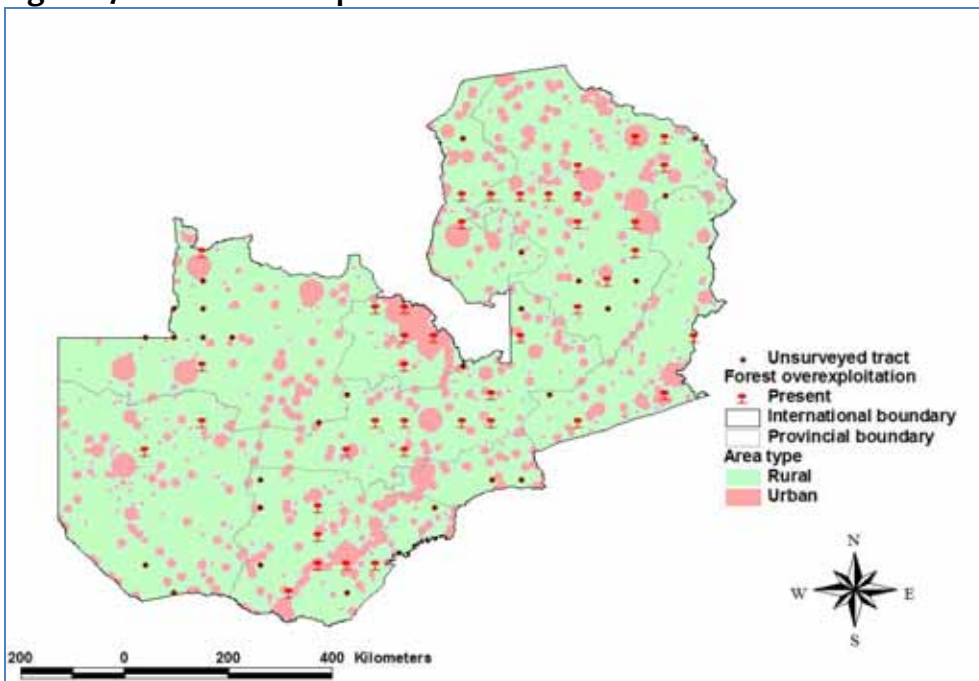 Unsurveyed tract
Forest overexploitation
Present
International boundary
Provincial boundary
Area type
Rural
Urban
N
W E
S
200 0 200 400 Kilometers